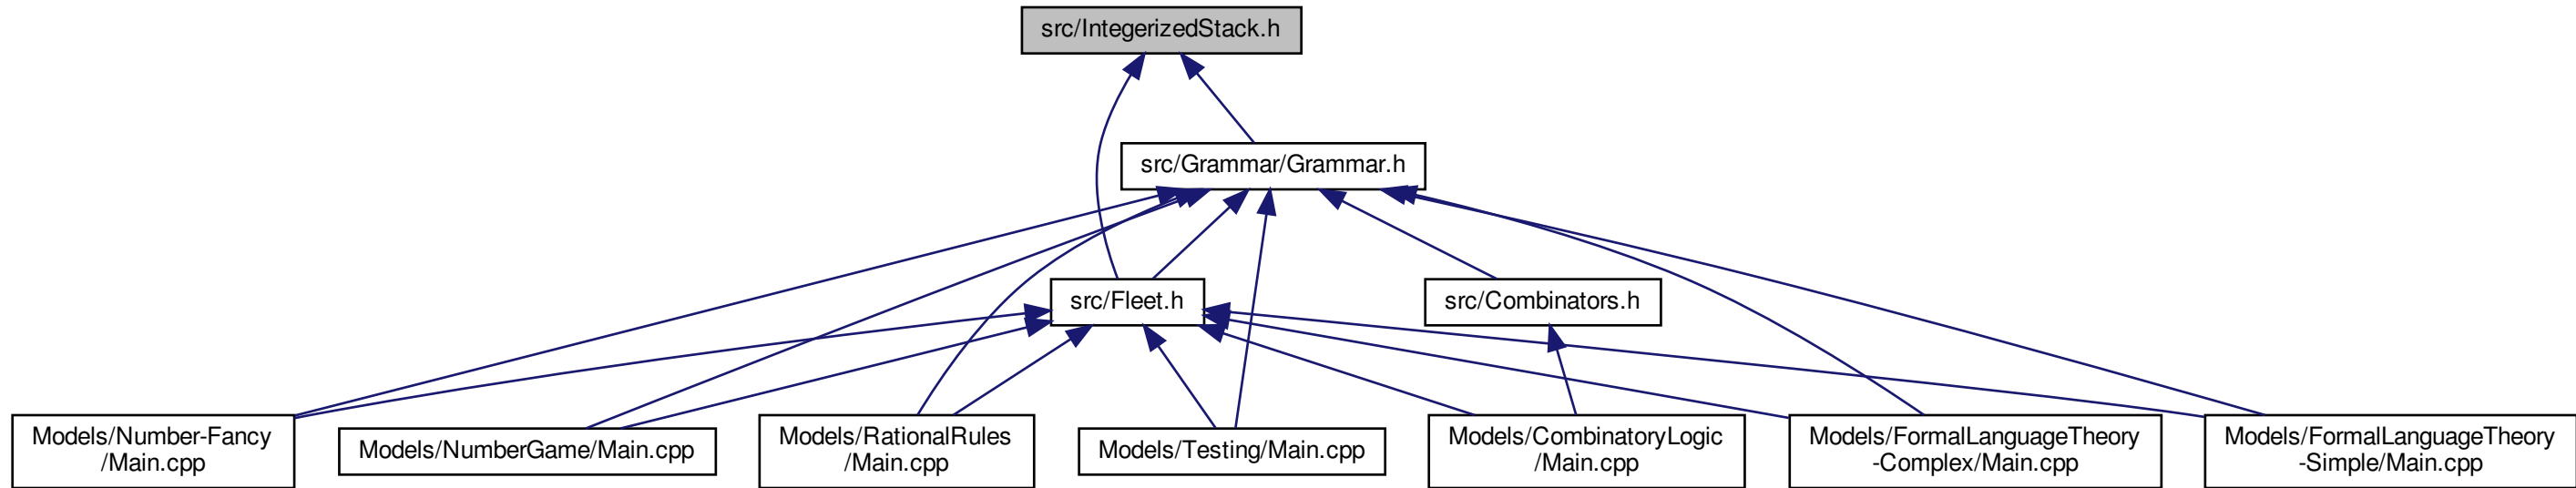 src/IntegerizedStack.h
src/Grammar/Grammar.h
src/Fleet.h
src/Combinators.h
Models/Number-Fancy
/Main.cpp
Models/NumberGame/Main.cpp
Models/RationalRules
/Main.cpp
Models/Testing/Main.cpp
Models/CombinatoryLogic
/Main.cpp
Models/FormalLanguageTheory
-Complex/Main.cpp
Models/FormalLanguageTheory
-Simple/Main.cpp